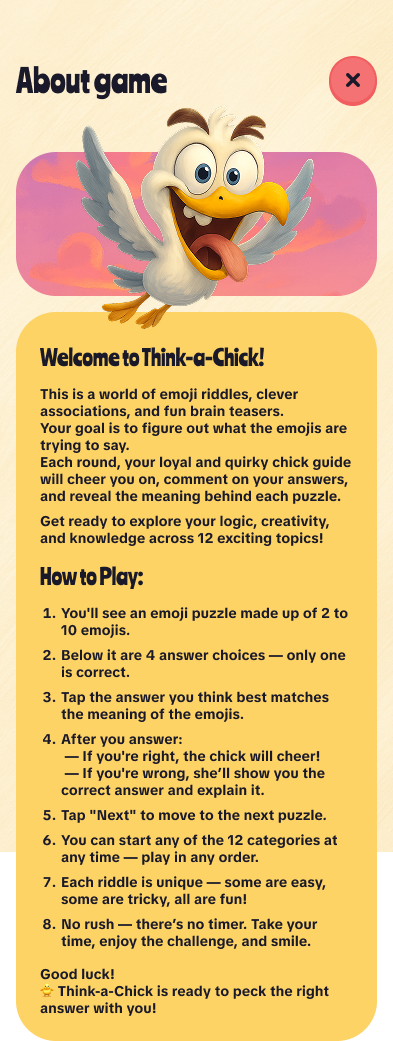 About game
Welcome to Think-a-Chick!
This is a world of emoji riddles, clever
associations, and fun brain teasers.
Your goal is to figure out what the emojis are
trying to say.
Each round, your loyal and quirky chick guide
will cheer you on, comment on your answers,
and reveal the meaning behind each puzzle.
Get ready to explore your logic, creativity,
and knowledge across 12 exciting topics!
How to Play:
1. You'll see an emoji puzzle made up of 2 to
10 emojis.
2. Below it are 4 answer choices — only one
is correct.
3. Tap the answer you think best matches
the meaning of the emojis.
4. After you answer:
— If you're right, the chick will cheer!
— If you're wrong, she’ll show you the
correct answer and explain it.
5. Tap "Next" to move to the next puzzle.
6. You can start any of the 12 categories at
any time — play in any order.
7. Each riddle is unique — some are easy,
some are tricky, all are fun!
8. No rush — there’s no timer. Take your
time, enjoy the challenge, and smile.
Good luck!
🐥 Think-a-Chick is ready to peck the right
answer with you!